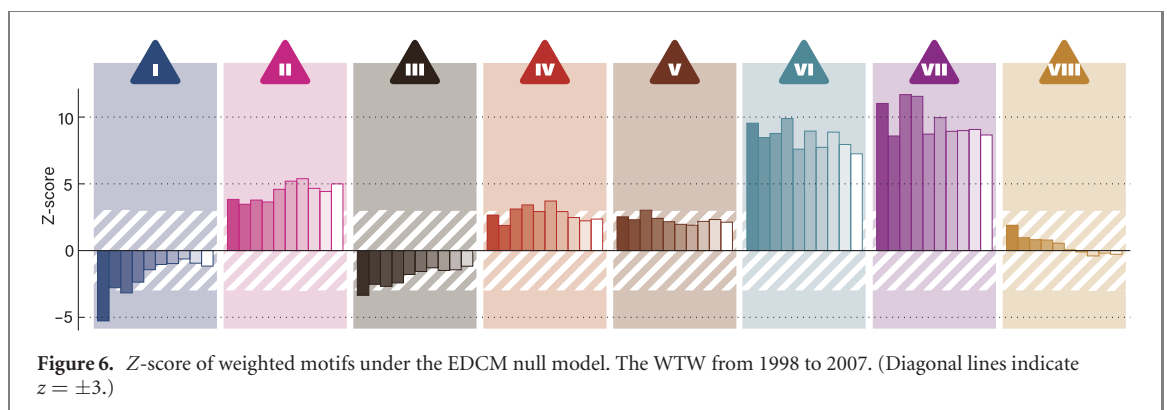 I II III IV V VI VII VIII
10
5
0
−5
Z-score
Figure 6. Z-score of weighted motifs under the EDCM null model. The WTW from 1998 to 2007. (Diagonal lines indicate
z = ±3.)